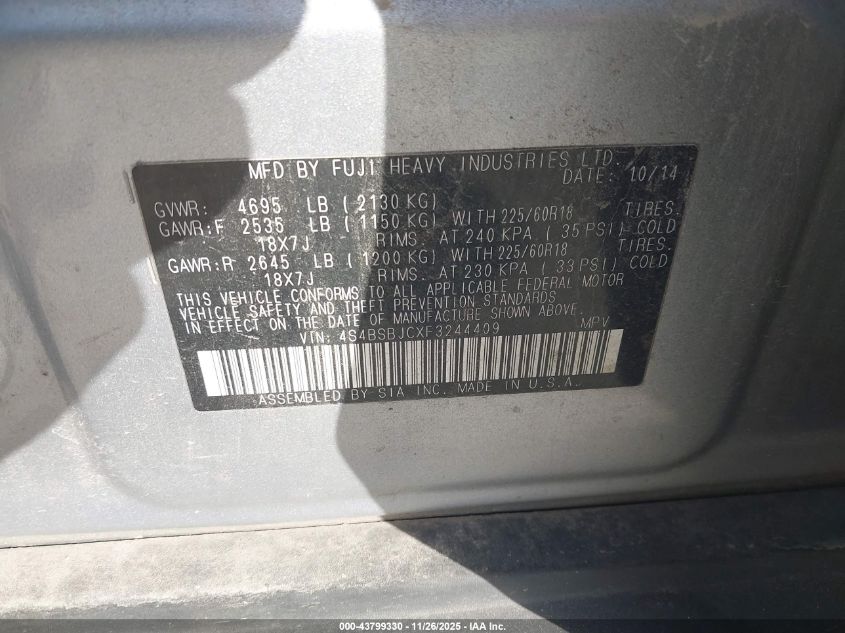 MFD BY FUJI HEAVY INDUSTRIES LTD.
DATE: 10/14
GVWR: 4695 LB ( 2130 KG)
GAWR:F 2535 LB ( 1150 KG) WITH 225/60R18 TIRES.
18X7J RIMS. AT 240 KPA ( 35 PSI) COLD
GAWR:R 2645 LB ( 1200 KG) WITH 225/60R18 TIRES.
18X7J RIMS. AT 230 KPA ( 33 PSI) COLD
THIS VEHICLE CONFORMS TO ALL APPLICABLE FEDERAL MOTOR
VEHICLE SAFETY AND THEFT PREVENTION STANDARDS
IN EFFECT ON THE DATE OF MANUFACTURE SHOWN ABOVE.
VIN: 4S4BSBJCXF3244409 MPV
ASSEMBLED BY SIA INC. MADE IN U.S.A.
000-43799330 - 11/26/2025 - IAA Inc.